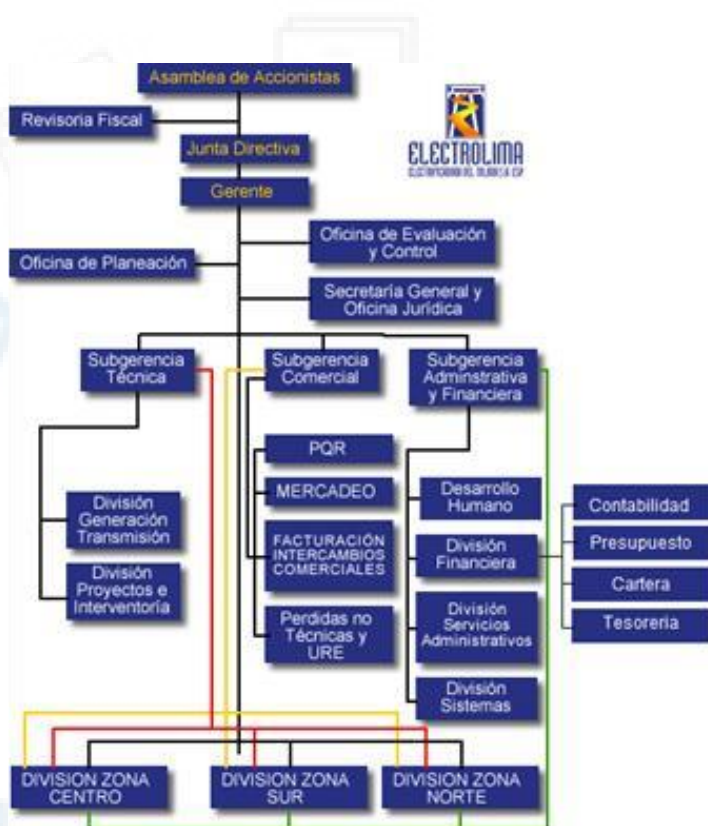 Asamblea de Accionistas
Revisoria Fiscal
Junta Directiva
ELECTROLIMA
Gerente
Oficina de Evaluación
y Control
Oficina de Planeación
Secretaría General y
Oficina Jurídica
Subgerencia
Técnica
Subgerencia
Comercial
Subgerencia
Adminstrativa
y Financiera
División
Generación
Transmisión
División
Proyectos e
Interventoría
PQR
MERCADEO
FACTURACIÓN
INTERCAMBIOS
COMERCIALES
Perdidas no
Técnicas y
URE
Desarrollo
Humano
División
Financiera
División
Servicios
Administrativos
División
Sistemas
Contabilidad
Presupuesto
Cartera
Tesoreria
DIVISION ZONA
CENTRO
DIVISION ZONA
SUR
DIVISION ZONA
NORTE